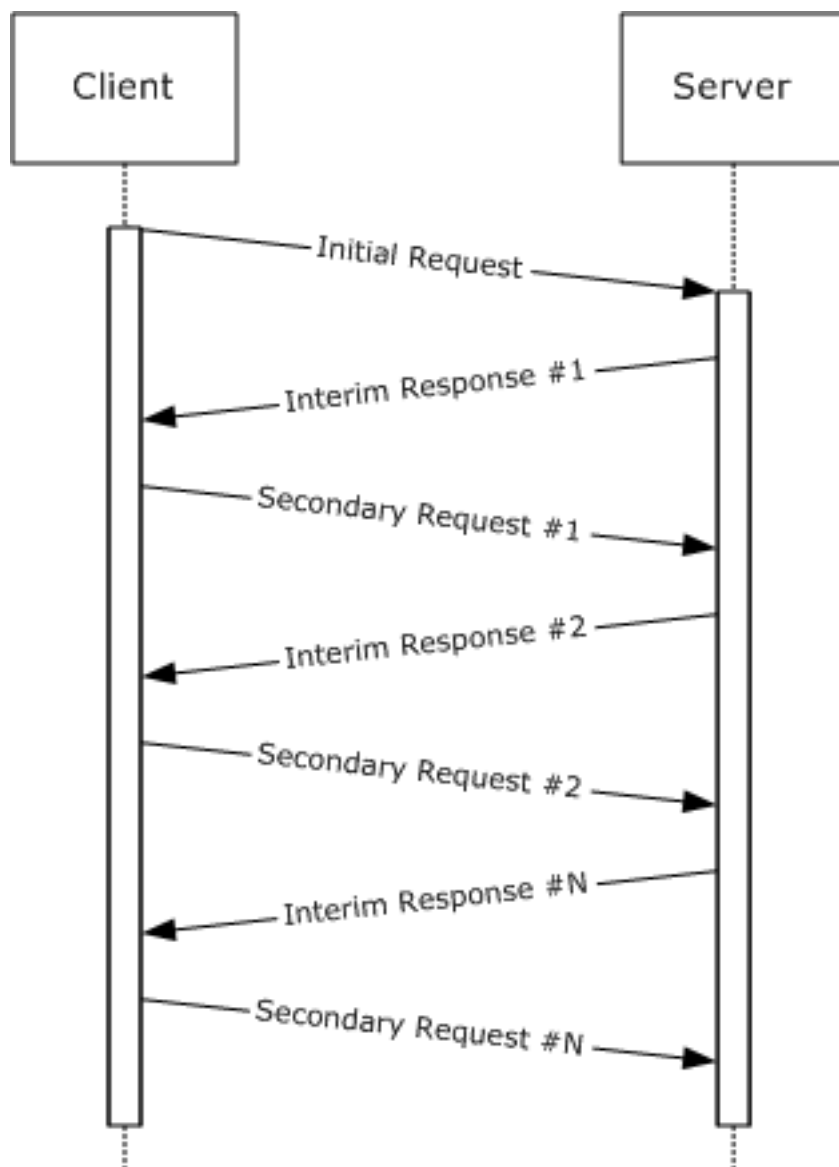 Client
Server
Initial Request
Interim Response #1
Secondary Request #1
Interim Response #2
Secondary Request #2
Interim Response #N
Secondary Request #N